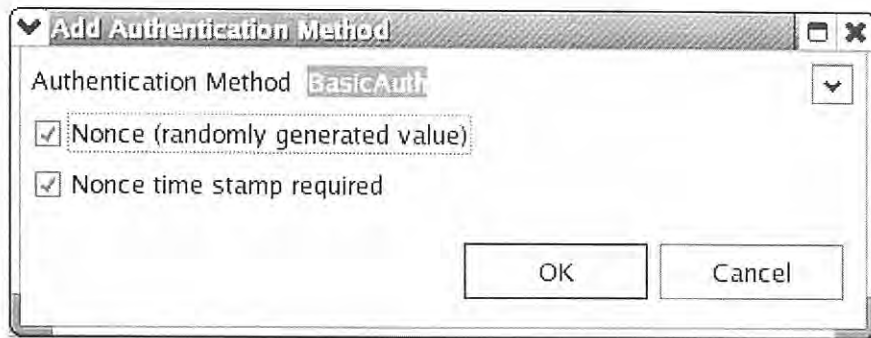 Add Authentication Method
Authentication Method BasicAuth
Nonce (randomly generated value)
Nonce time stamp required
OK Cancel